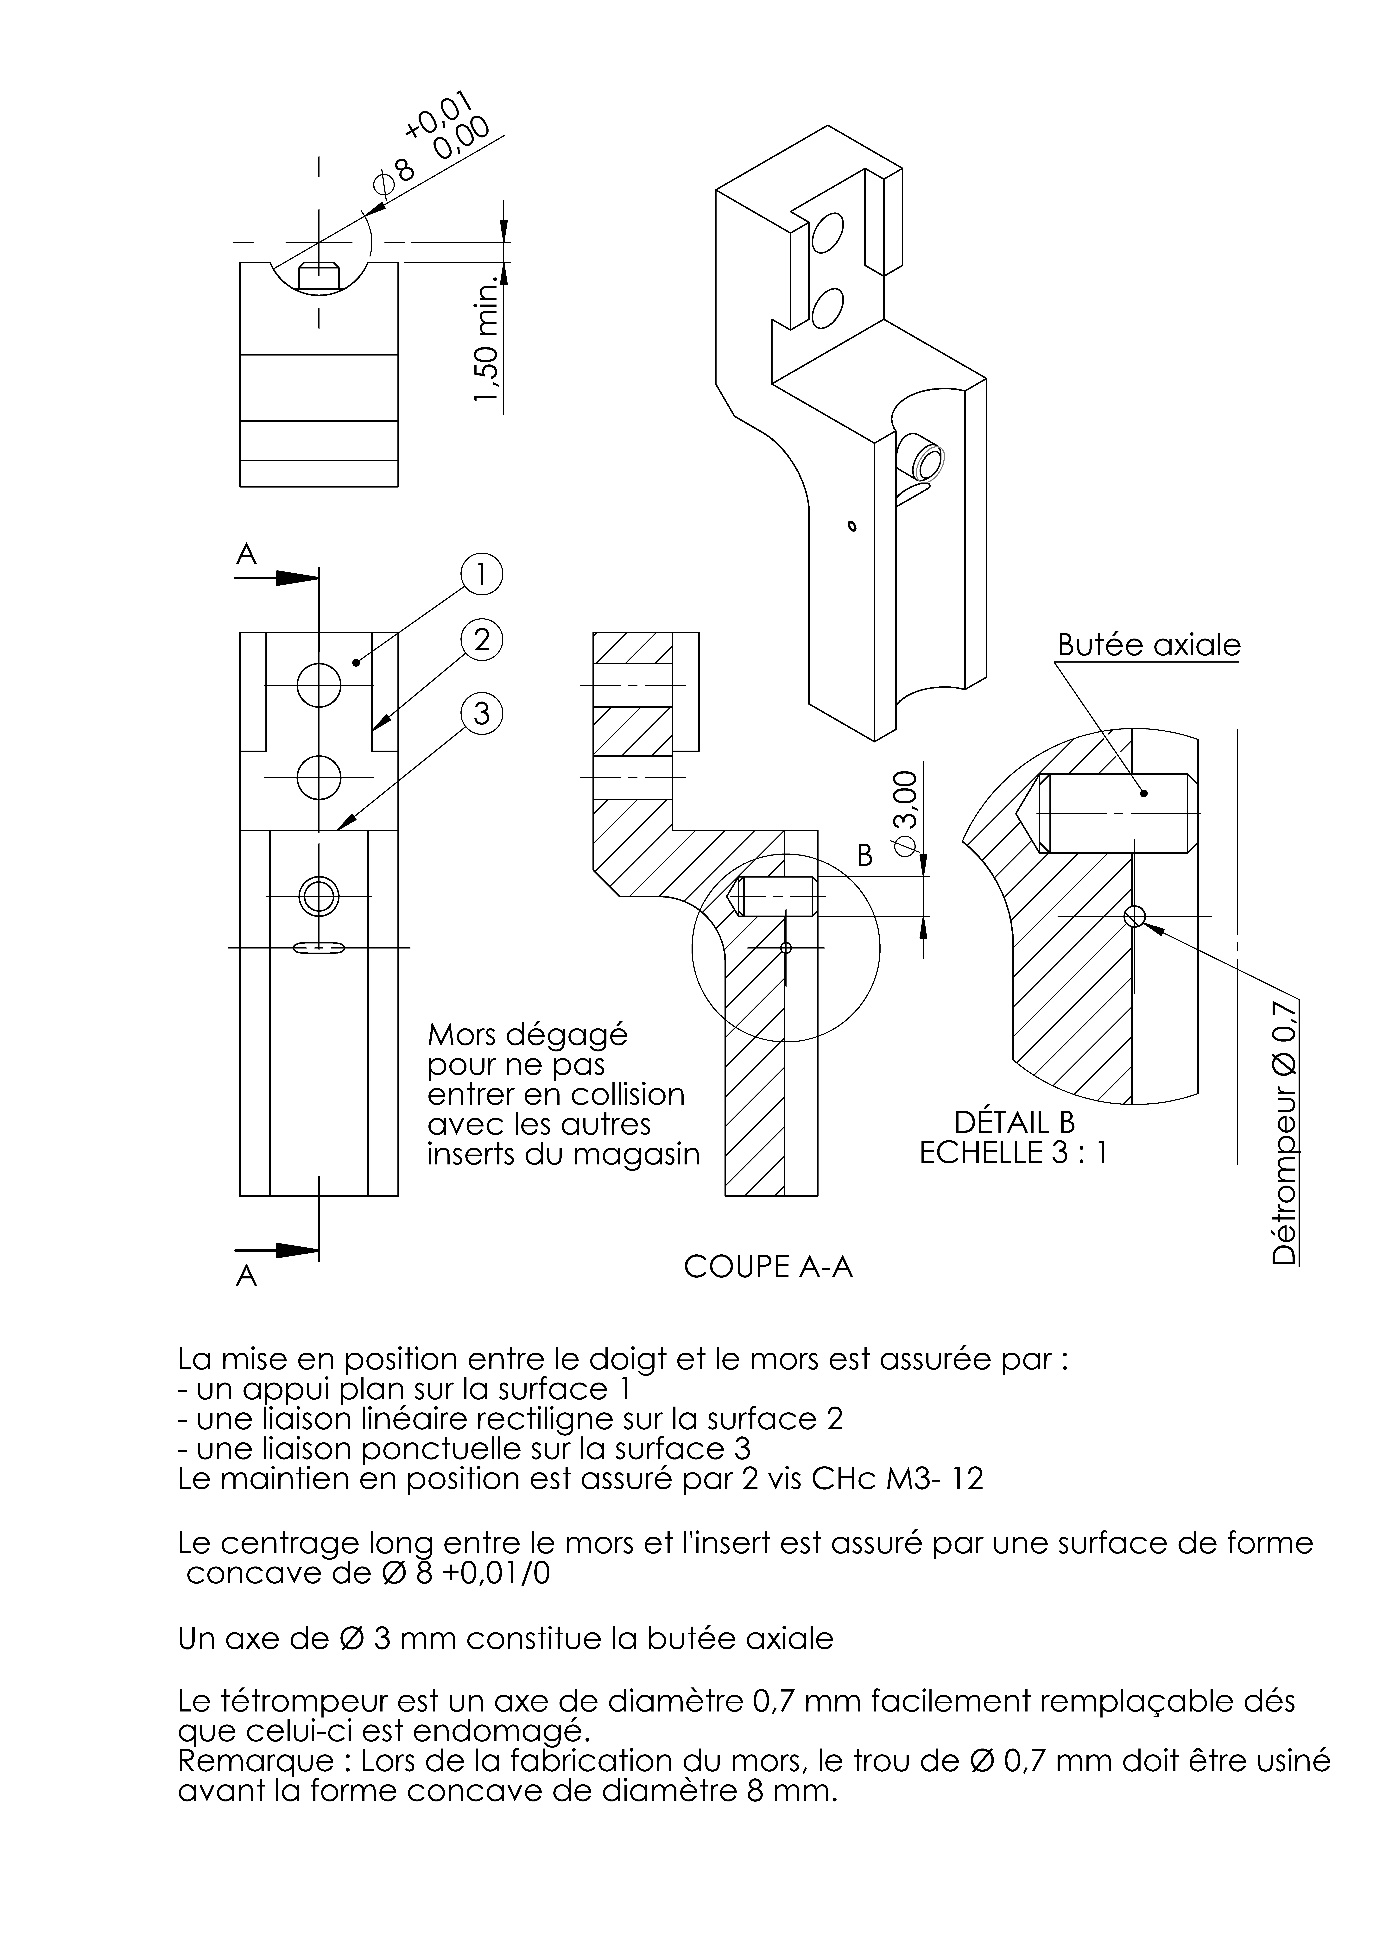 +0,01
Ø8 0,00
1,50 min.
A
1
2
3
Butée axiale
Ø3,00
B
Mors dégagé
pour ne pas
entrer en collision
avec les autres
inserts du magasin
DÉTAIL B
ECHELLE 3 : 1
Détrompeur Ø 0,7
A
COUPE A-A
La mise en position entre le doigt et le mors est assurée par :
- un appui plan sur la surface 1
- une liaison linéaire rectiligne sur la surface 2
- une liaison ponctuelle sur la surface 3
Le maintien en position est assuré par 2 vis CHc M3- 12
Le centrage long entre le mors et l'insert est assuré par une surface de forme
concave de Ø 8 +0,01/0
Un axe de Ø 3 mm constitue la butée axiale
Le tétrompeur est un axe de diamètre 0,7 mm facilement remplaçable dés
que celui-ci est endomagé.
Remarque : Lors de la fabrication du mors, le trou de Ø 0,7 mm doit être usiné
avant la forme concave de diamètre 8 mm.